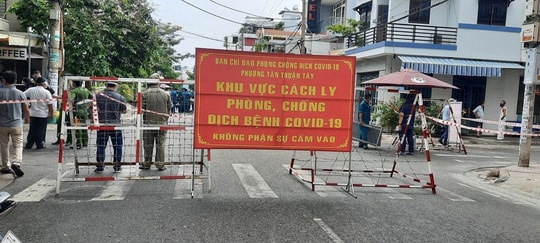 BAN CHỈ ĐẠO PHÒNG CHỐNG DỊCH COVID-19
PHƯỜNG TÂN THUẬN TÂY
KHU VỰC CÁCH LY
PHÒNG, CHỐNG
DỊCH BỆNH COVID-19
KHÔNG PHẬN SỰ CẤM VÀO
COFFEE